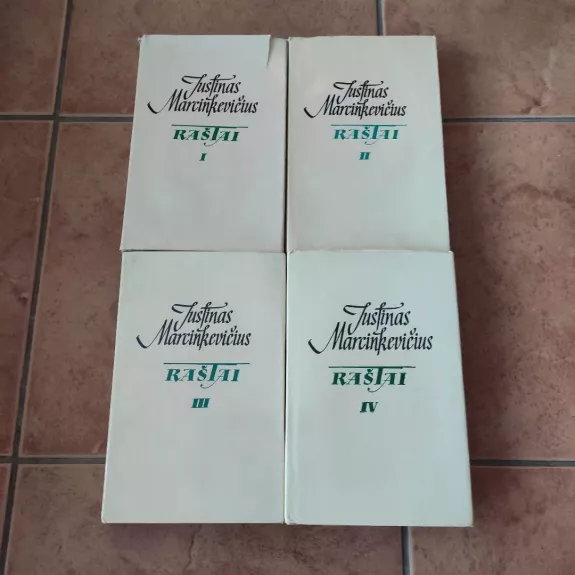 Justinas
Marcinkevičius
RAŠTAI
I
Justinas
Marcinkevičius
RAŠTAI
II
Justinas
Marcinkevičius
RAŠTAI
III
Justinas
Marcinkevičius
RAŠTAI
IV